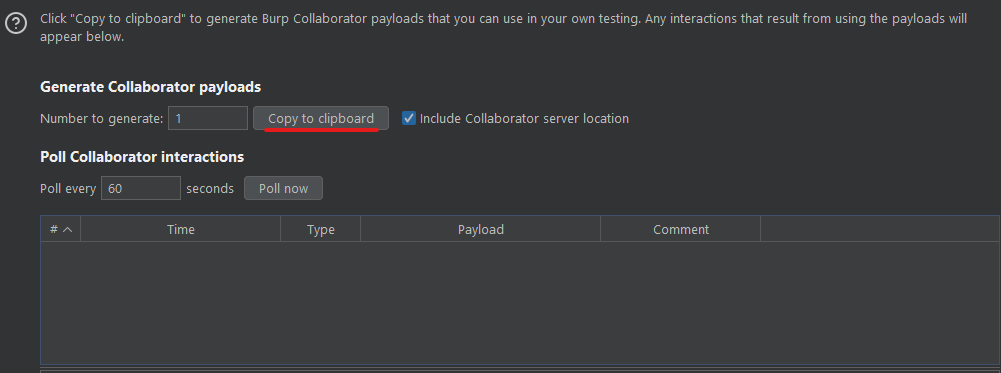 Click "Copy to clipboard" to generate Burp Collaborator payloads that you can use in your own testing. Any interactions that result from using the payloads will
appear below.
Generate Collaborator payloads
Number to generate: 1 Copy to clipboard Include Collaborator server location
Poll Collaborator interactions
Poll every 60 seconds Poll now
# Time Type Payload Comment